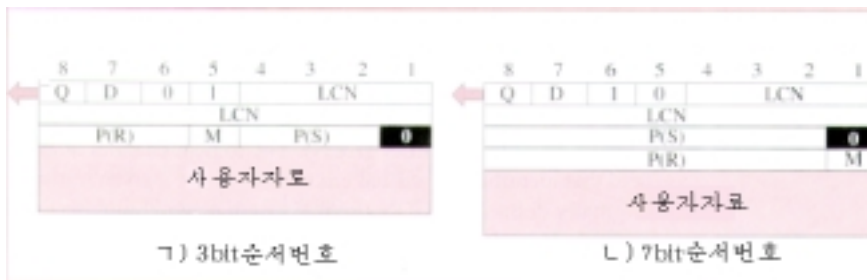 8 7 6 5 4 3 2 1
Q D 0 1 LCN
LCN
P(R) M P(S) 0
사용자자료
ㄱ) 3bit순서번호
8 7 6 5 4 3 2 1
Q D 1 0 LCN
LCN
P(S) 0
P(R) M
사용자자료
ㄴ) 7bit순서번호